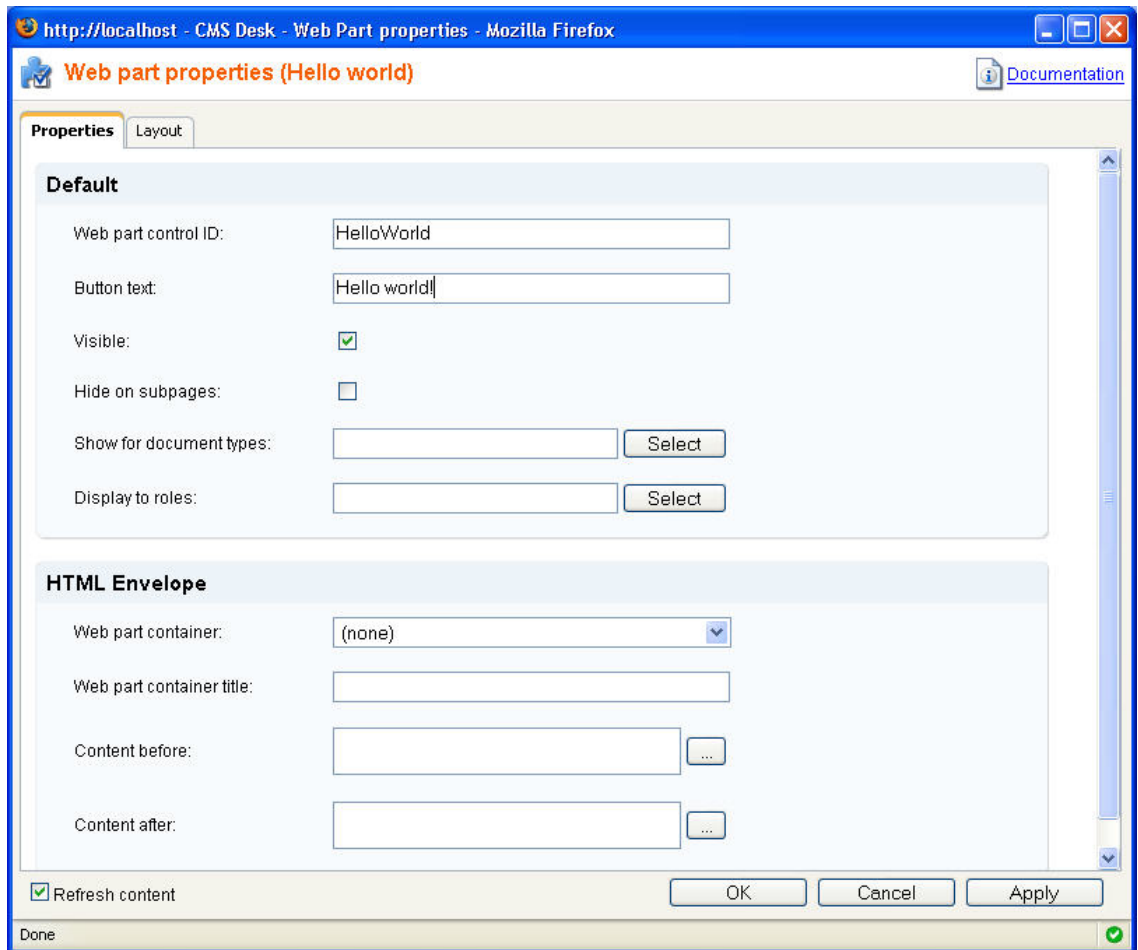 http://localhost - CMS Desk - Web Part properties - Mozilla Firefox
Web part properties (Hello world)
Documentation
Properties
Layout
Default
Web part control ID:
HelloWorld
Button text:
Hello world!
Visible:
Hide on subpages:
Show for document types:
Select
Display to roles:
Select
HTML Envelope
Web part container:
(none)
Web part container title:
Content before:
...
Content after:
...
Refresh content
OK
Cancel
Apply
Done